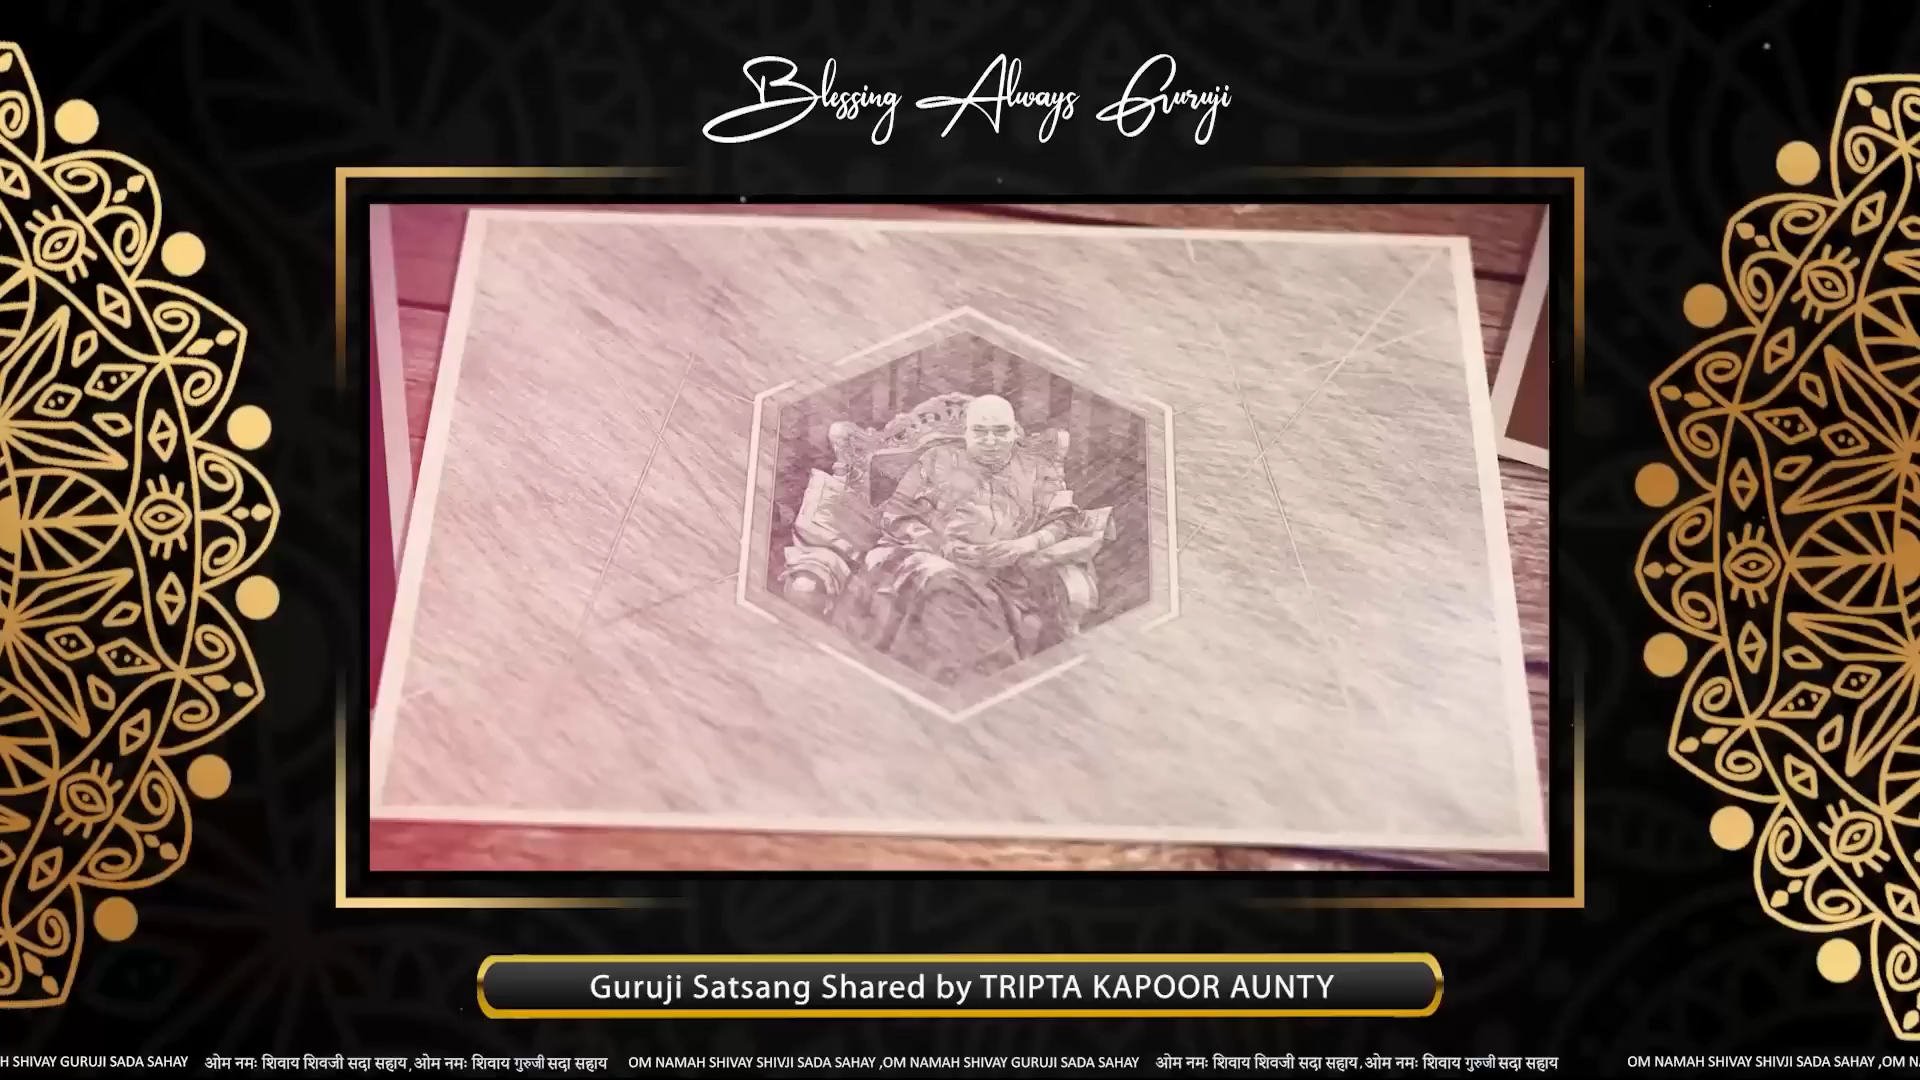 Blessing Always Guruji
Guruji Satsang Shared by TRIPTA KAPOOR AUNTY
H SHIVAY GURUJI SADA SAHAY ओम नमः शिवाय शिवजी सदा सहाय,ओम नमः शिवाय गुरुजी सदा सहाय OM NAMAH SHIVAY SHIVJI SADA SAHAY ,OM NAMAH SHIVAY GURUJI SADA SAHAY ओम नमः शिवाय शिवजी सदा सहाय,ओम नमः शिवाय गुरुजी सदा सहाय OM NAMAH SHIVAY SHIVJI SADA SAHAY ,OM N